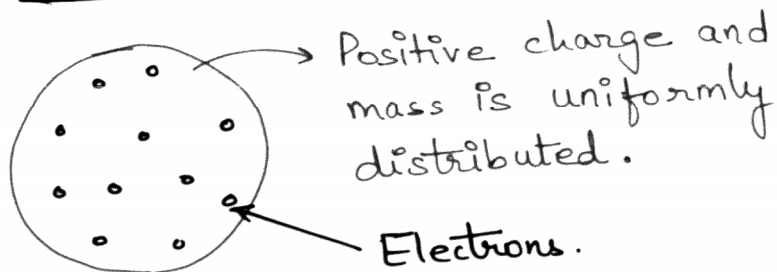 Positive charge and
mass is uniformly
distributed.
Electrons.